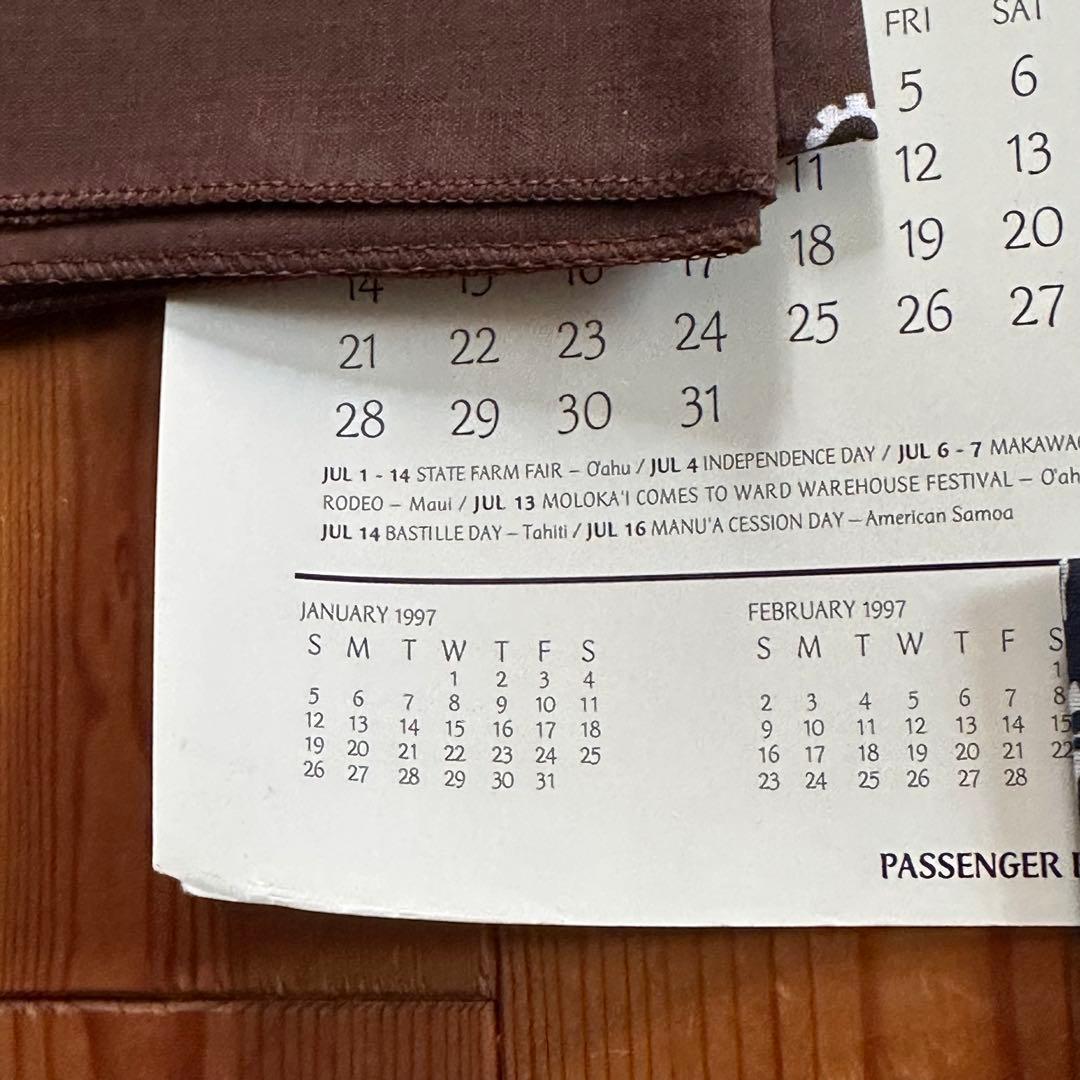 FRI SAT
5 6
11 12 13
18 19 20
14 15 16 17
21 22 23 24 25 26 27
28 29 30 31
JUL 1 - 14 STATE FARM FAIR – O'ahu / JUL 4 INDEPENDENCE DAY / JUL 6 - 7
RODEO – Maui / JUL 13 MOLOKA'I COMES TO WARD WAREHOUSE FESTIVAL –
JUL 14 BASTILLE DAY – Tahiti / JUL 16 MANU'A CESSION DAY – American Samoa
JANUARY 1997
S M T W T F S
1 2 3 4
5 6 7 8 9 10 11
12 13 14 15 16 17 18
19 20 21 22 23 24 25
26 27 28 29 30 31
FEBRUARY 1997
S M T W T F S
1
2 3 4 5 6 7 8
9 10 11 12 13 14 15
16 17 18 19 20 21 22
23 24 25 26 27 28
PASSENGER